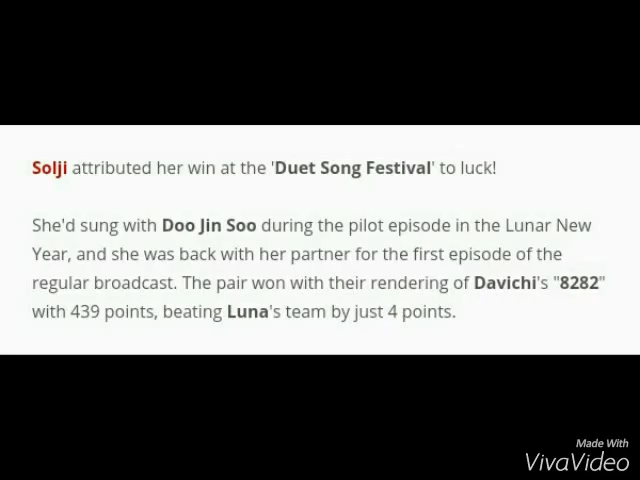 Solji attributed her win at the 'Duet Song Festival' to luck!
She'd sung with Doo Jin Soo during the pilot episode in the Lunar New
Year, and she was back with her partner for the first episode of the
regular broadcast. The pair won with their rendering of Davichi's "8282"
with 439 points, beating Luna's team by just 4 points.
Made With
VivaVideo